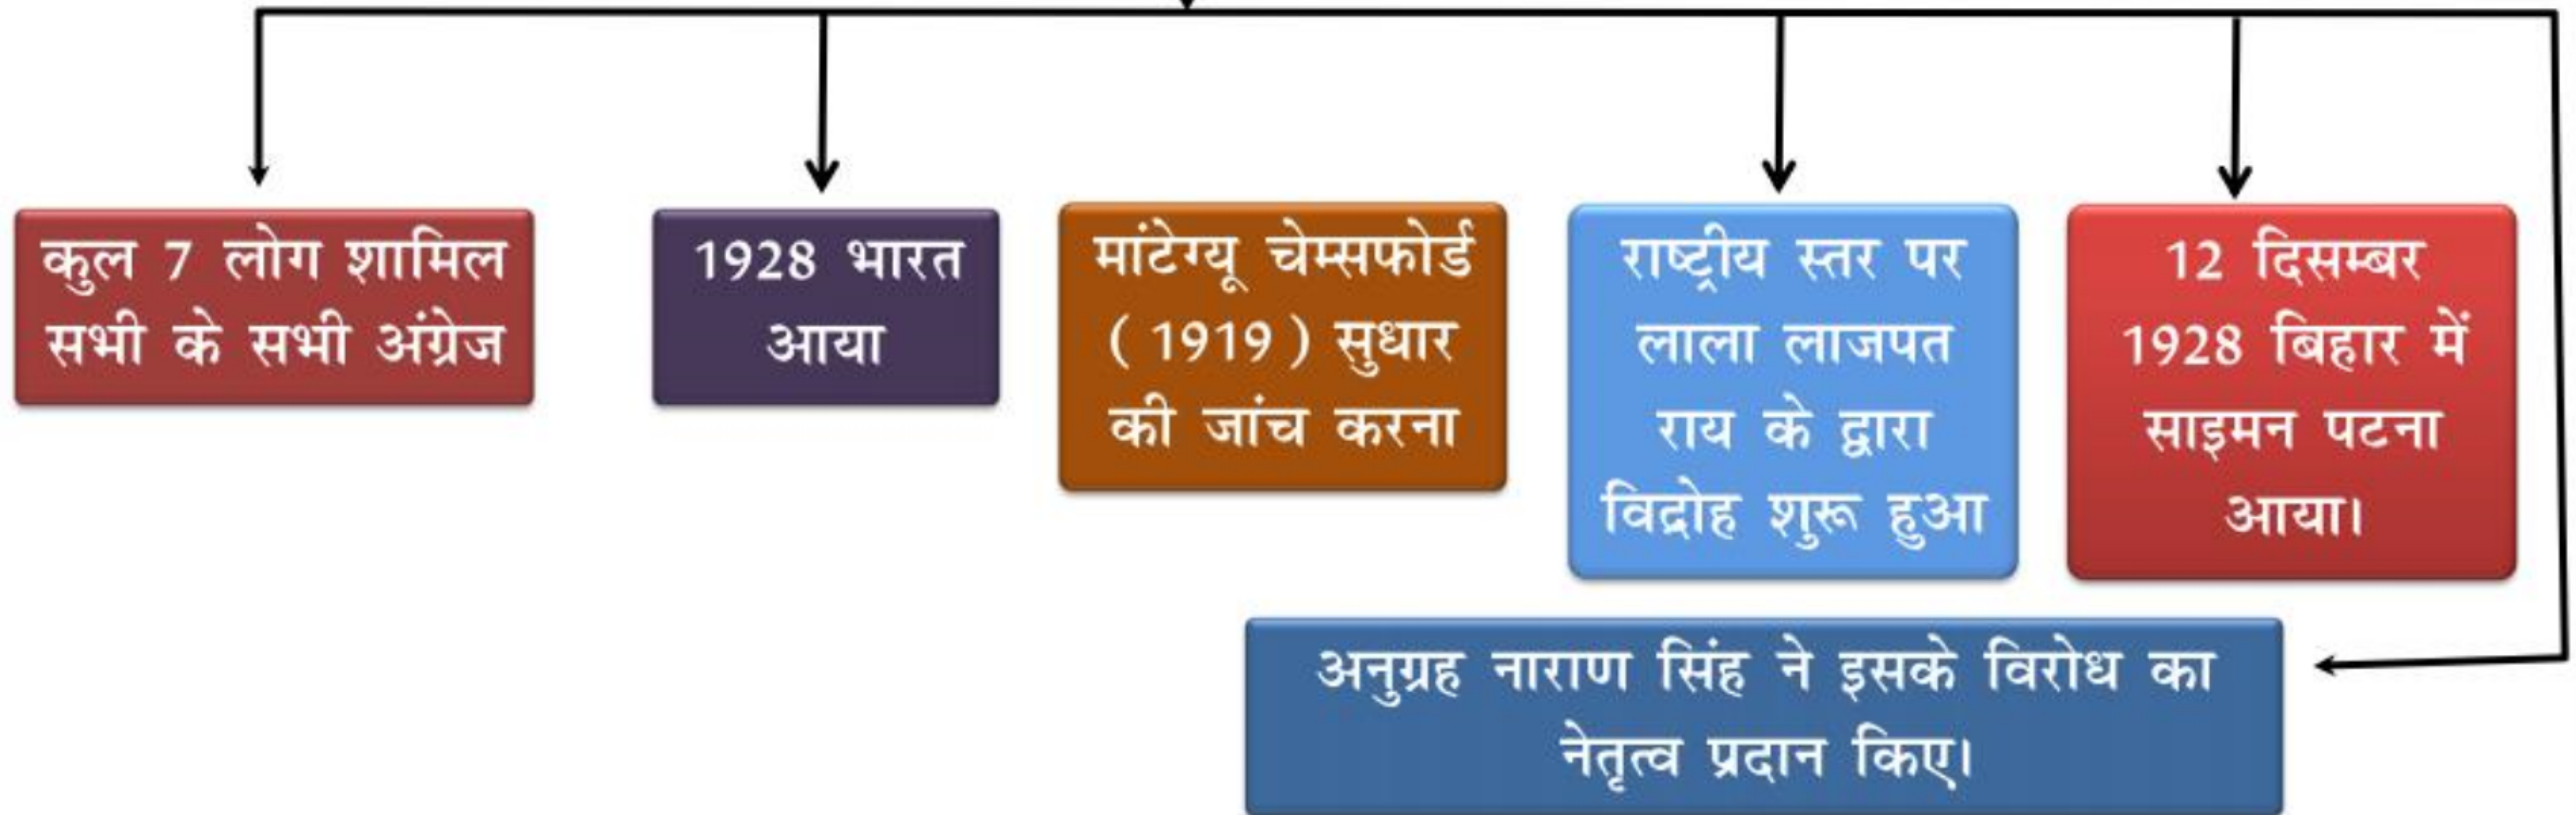 कुल 7 लोग शामिल
सभी के सभी अंग्रेज
1928 भारत
आया
मांटेग्यू चेम्सफोर्ड
( 1919 ) सुधार
की जांच करना
राष्ट्रीय स्तर पर
लाला लाजपत
राय के द्वारा
विद्रोह शुरू हुआ
12 दिसम्बर
1928 बिहार में
साइमन पटना
आया।
अनुग्रह नाराण सिंह ने इसके विरोध का
नेतृत्व प्रदान किए।